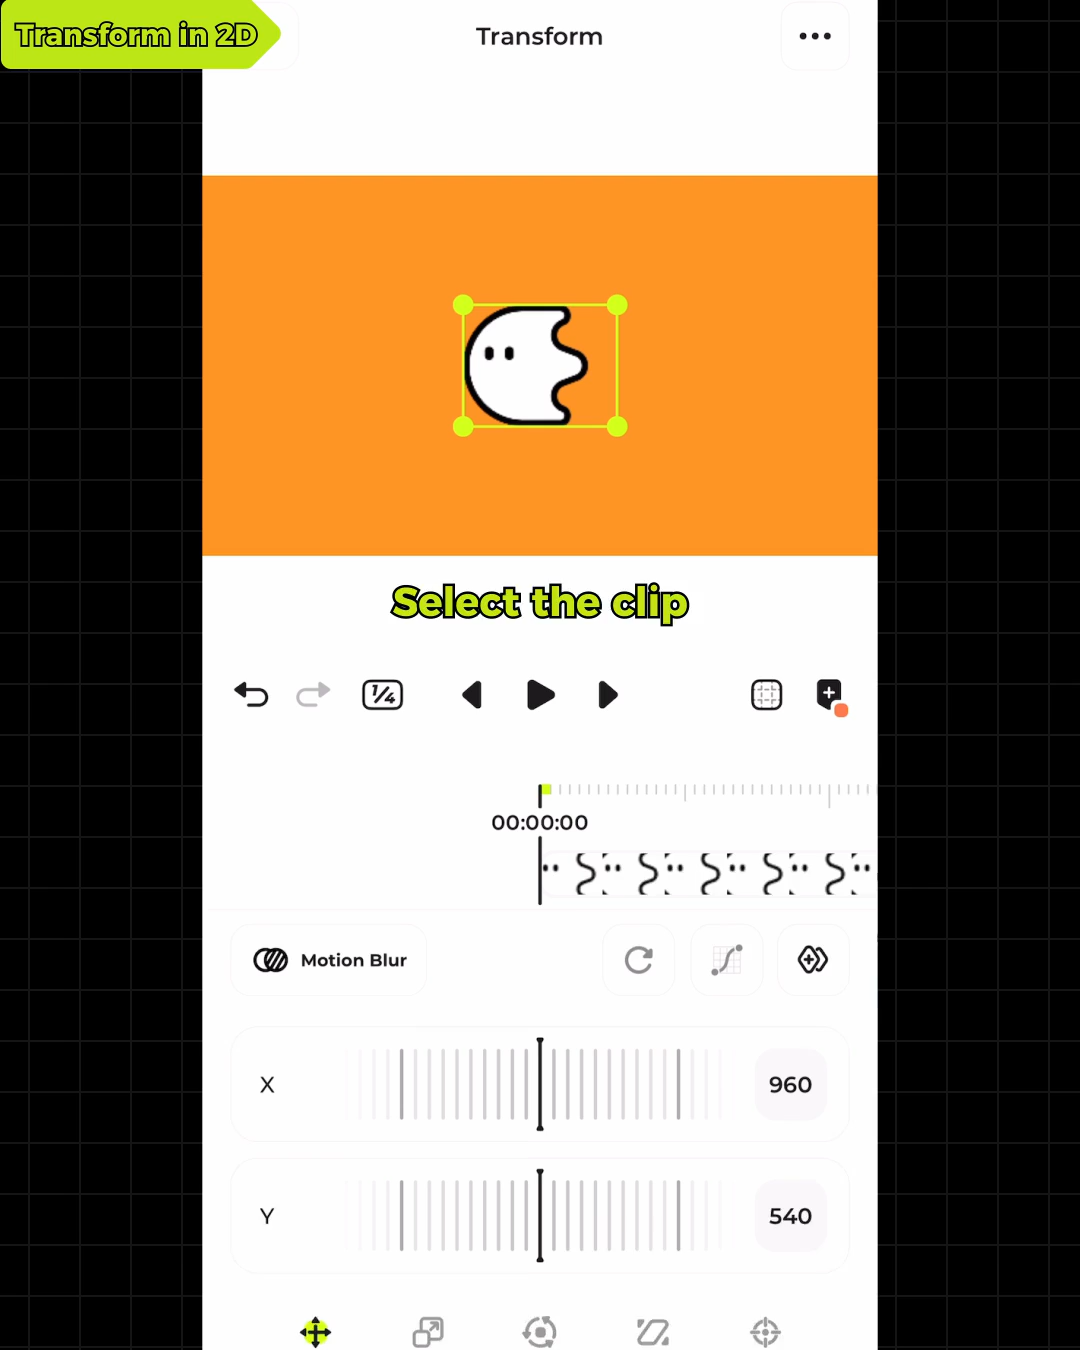 Transform in 2D
Transform
Select the clip
1/4
00:00:00
Motion Blur
X
960
Y
540